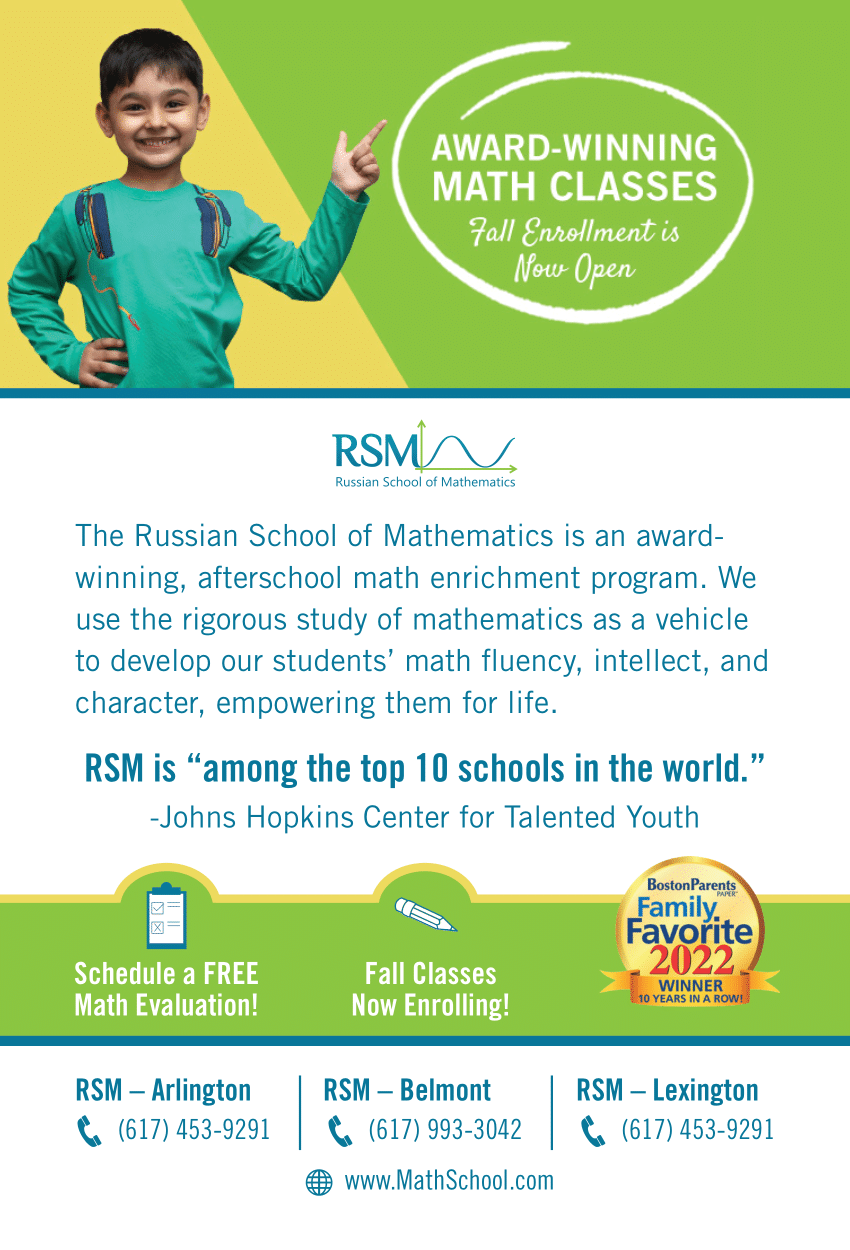 AWARD-WINNING
MATH CLASSES
Fall Enrollment is
Now Open
RSM
Russian School of Mathematics
The Russian School of Mathematics is an award-
winning, afterschool math enrichment program. We
use the rigorous study of mathematics as a vehicle
to develop our students’ math fluency, intellect, and
character, empowering them for life.
RSM is “among the top 10 schools in the world.”
-Johns Hopkins Center for Talented Youth
Schedule a FREE
Math Evaluation!
Fall Classes
Now Enrolling!
BostonParents
PAPER
Family
Favorite
2022
WINNER
10 YEARS IN A ROW!
RSM – Arlington
(617) 453-9291
RSM – Belmont
(617) 993-3042
RSM – Lexington
(617) 453-9291
www.MathSchool.com